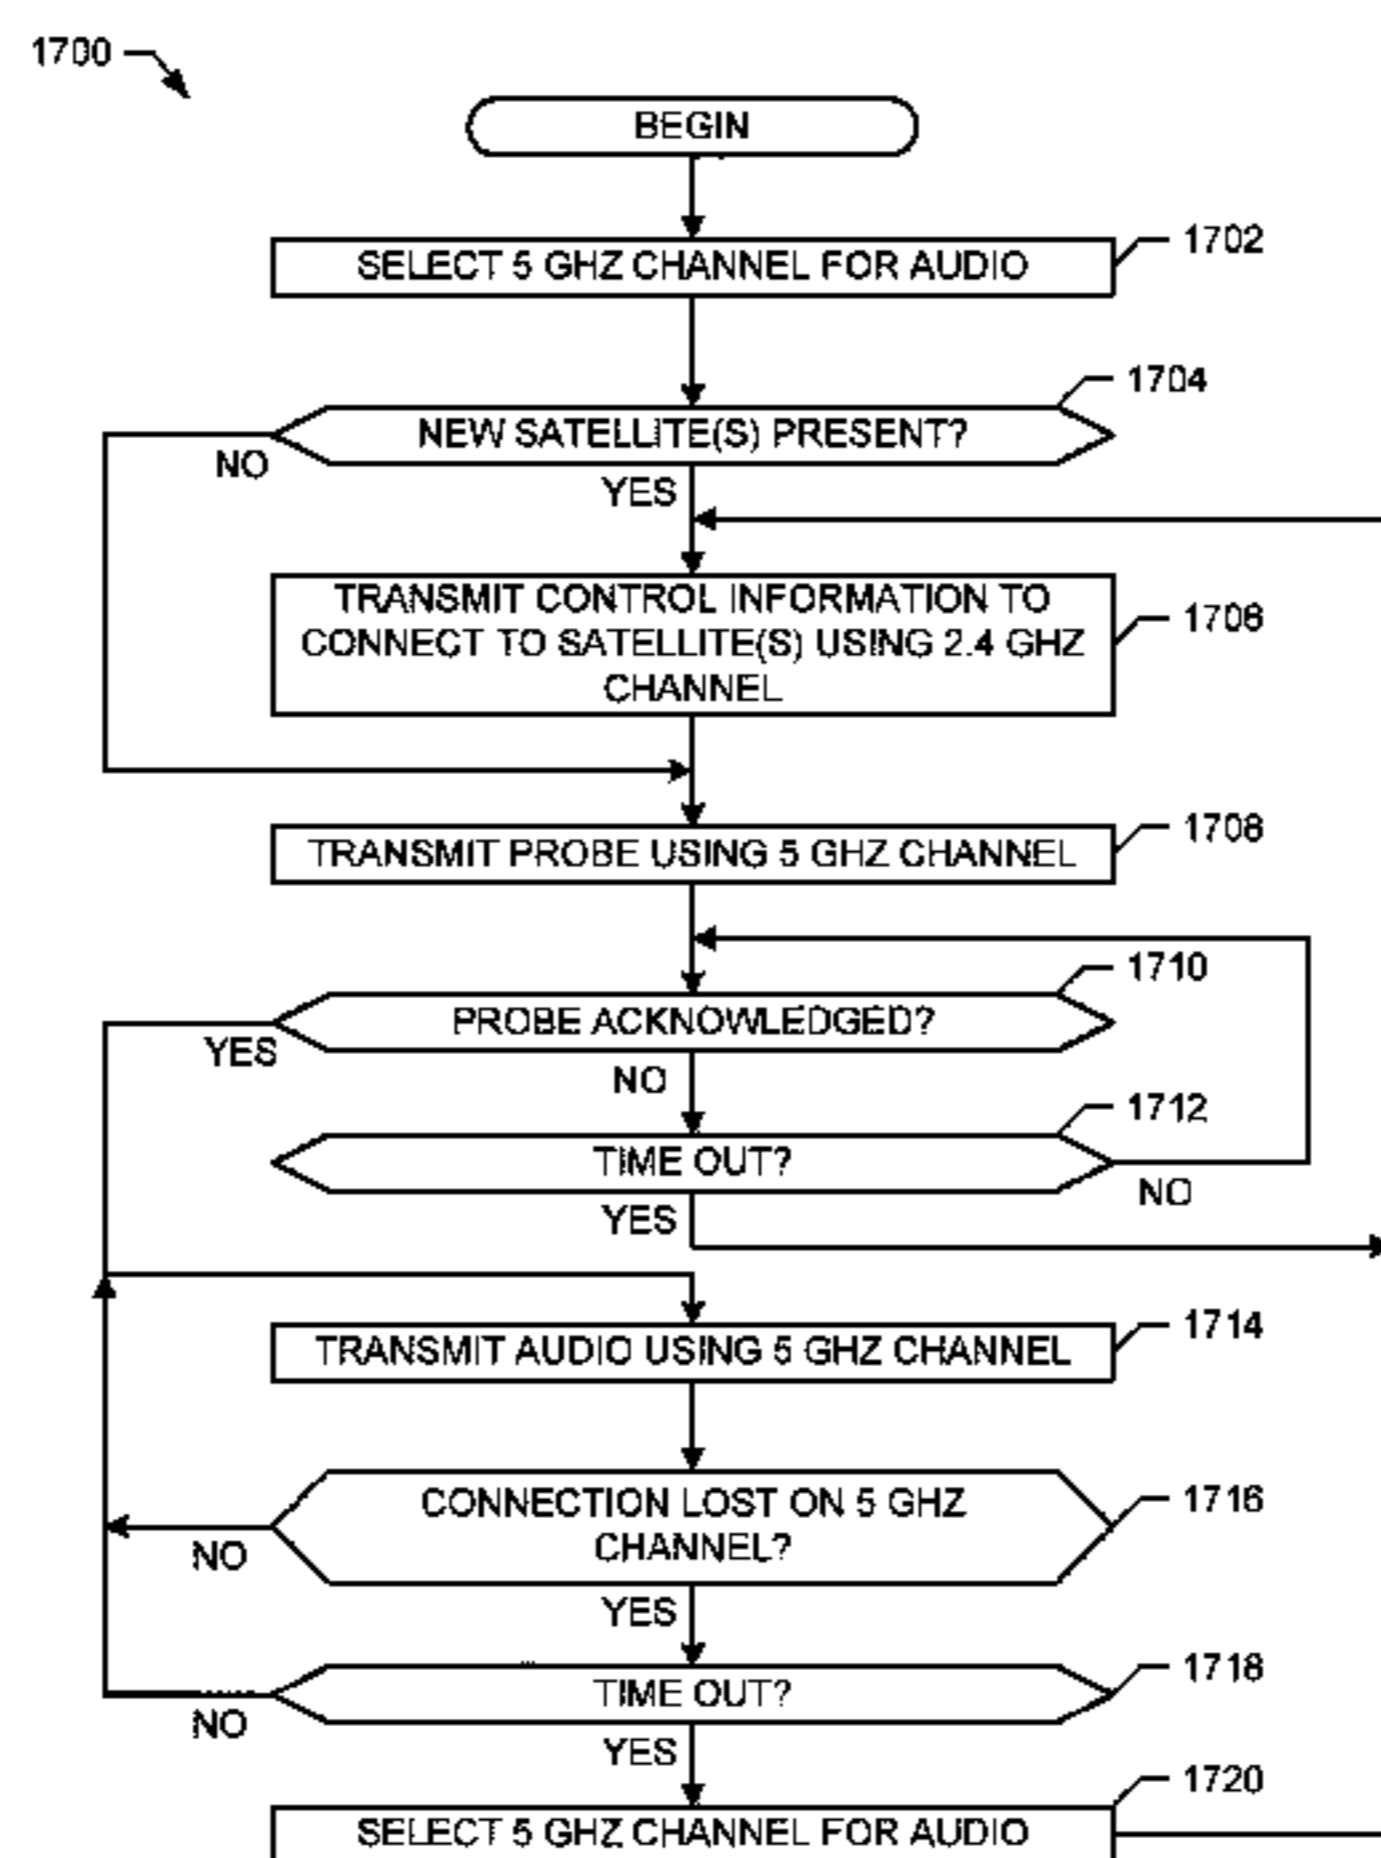 1700
BEGIN
SELECT 5 GHZ CHANNEL FOR AUDIO
1702
1704
NEW SATELLITE(S) PRESENT?
NO
YES
TRANSMIT CONTROL INFORMATION TO
CONNECT TO SATELLITE(S) USING 2.4 GHZ
CHANNEL
1706
TRANSMIT PROBE USING 5 GHZ CHANNEL
1708
1710
PROBE ACKNOWLEDGED?
YES
NO
1712
TIME OUT?
NO
YES
TRANSMIT AUDIO USING 5 GHZ CHANNEL
1714
CONNECTION LOST ON 5 GHZ
CHANNEL?
1716
NO
YES
TIME OUT?
1718
NO
YES
1720
SELECT 5 GHZ CHANNEL FOR AUDIO